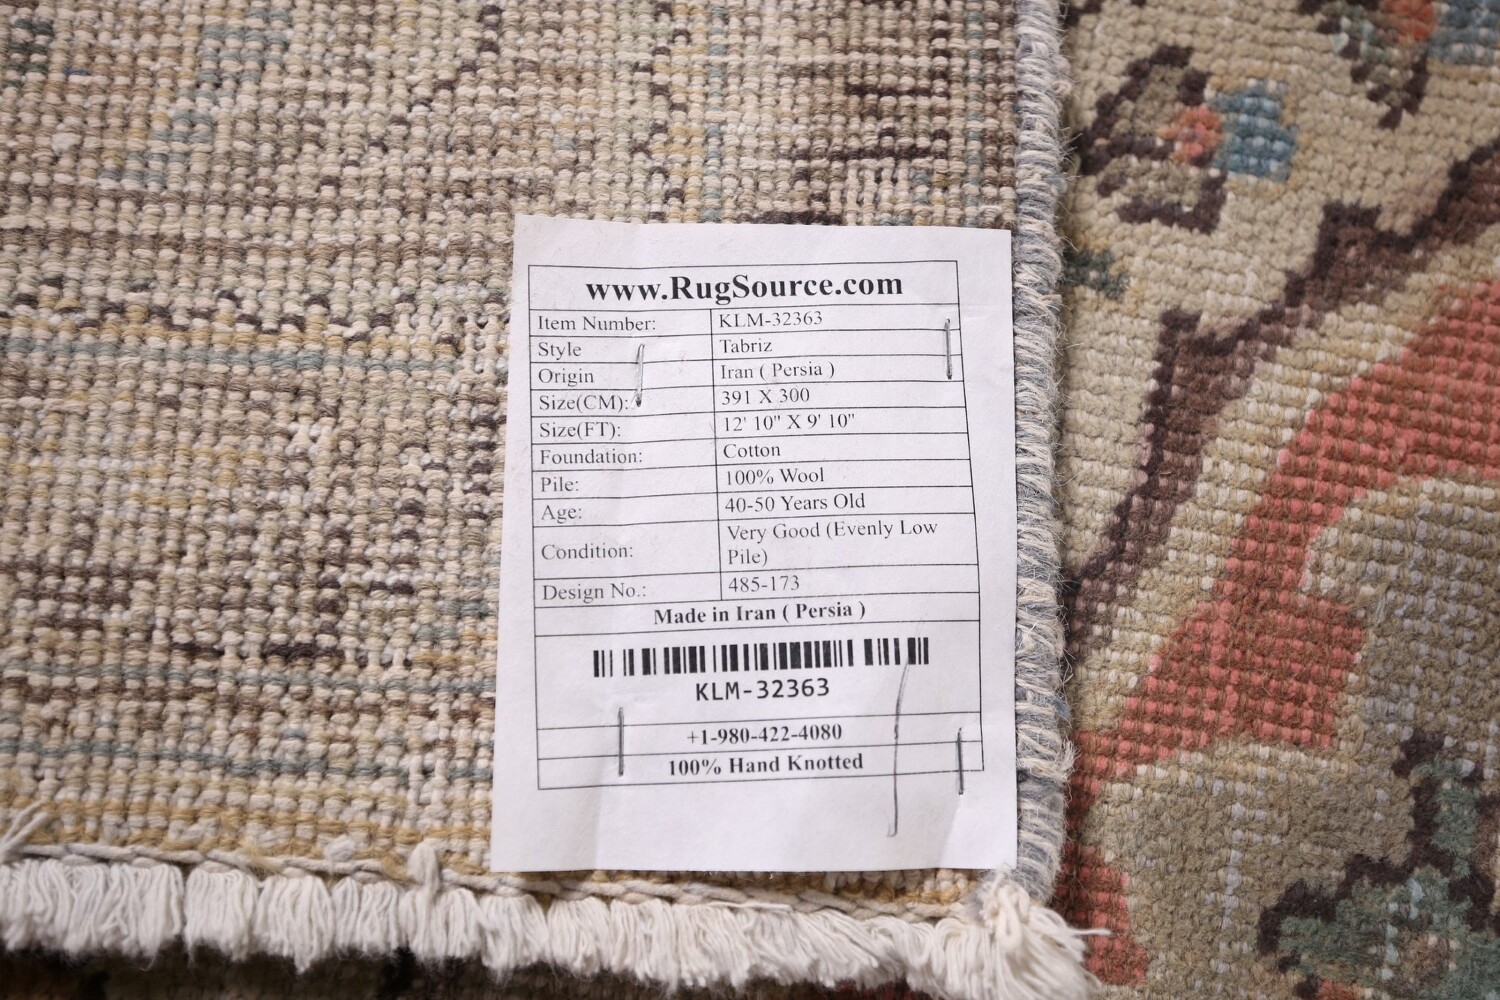 www.RugSource.com
Item Number: KLM-32363
Style Tabriz
Origin Iran ( Persia )
Size(CM): 391 X 300
Size(FT): 12' 10" X 9' 10"
Foundation: Cotton
Pile: 100% Wool
Age: 40-50 Years Old
Condition: Very Good (Evenly Low
Pile)
Design No.: 485-173
Made in Iran ( Persia )
KLM-32363
+1-980-422-4080
100% Hand Knotted